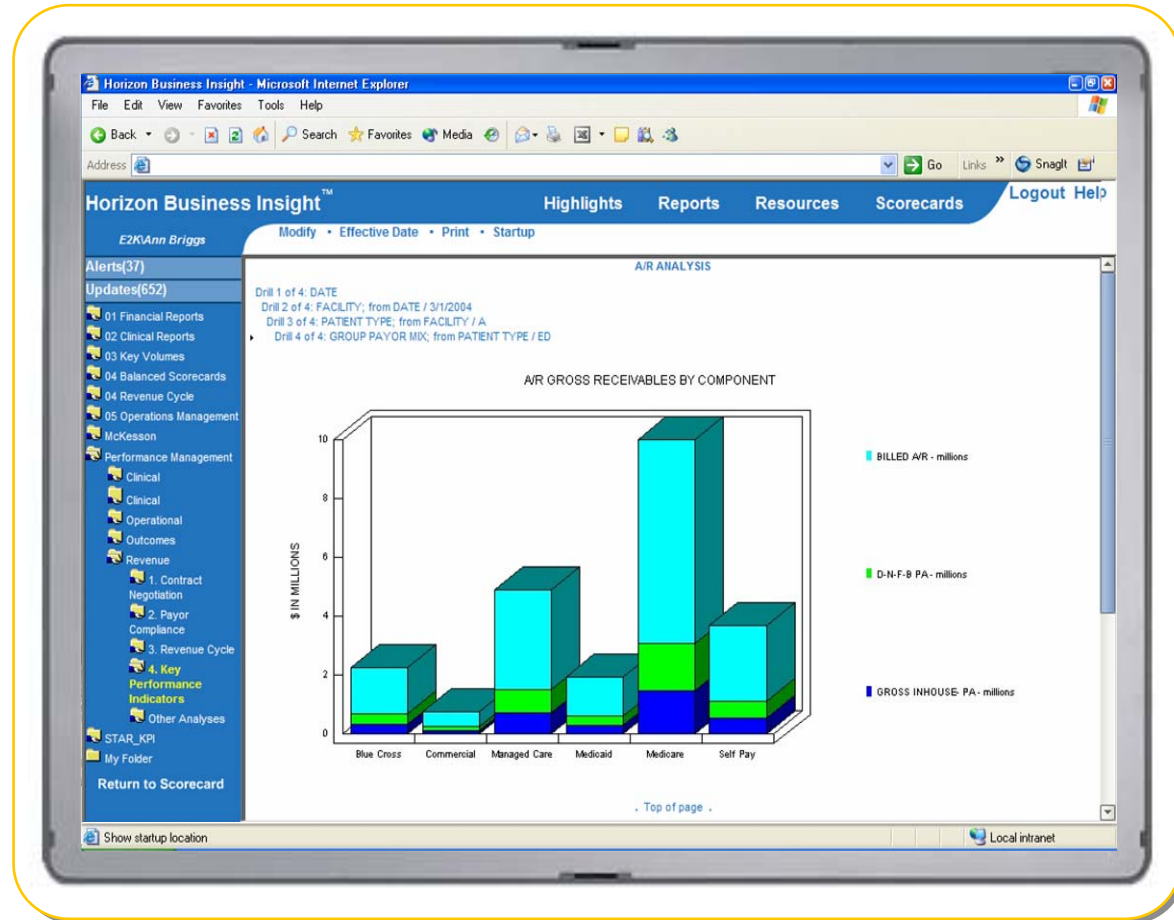 Horizon Business Insight - Microsoft Internet Explorer
File Edit View Favorites Tools Help
Back Search Favorites Media
Address Go Links » SnagIt
Horizon Business Insight™ Highlights Reports Resources Scorecards Logout Help
E2K\Ann Briggs Modify • Effective Date • Print • Startup
Alerts(37)
Updates(652)
01 Financial Reports
02 Clinical Reports
03 Key Volumes
04 Balanced Scorecards
04 Revenue Cycle
05 Operations Management
McKesson
Performance Management
Clinical
Clinical
Operational
Outcomes
Revenue
1. Contract
Negotiation
2. Payor
Compliance
3. Revenue Cycle
4. Key
Performance
Indicators
Other Analyses
STAR_KPI
My Folder
Return to Scorecard
A/R ANALYSIS
Drill 1 of 4: DATE
Drill 2 of 4: FACILITY; from DATE / 3/1/2004
Drill 3 of 4: PATIENT TYPE; from FACILITY / A
Drill 4 of 4: GROUP PAYOR MIX; from PATIENT TYPE / ED
A/R GROSS RECEIVABLES BY COMPONENT
$ IN MILLIONS
10
8
6
4
2
0
Blue Cross Commercial Managed Care Medicaid Medicare Self Pay
BILLED A/R - millions
D-N-F-B PA - millions
GROSS INHOUSE- PA - millions
. Top of page .
Show startup location Local intranet